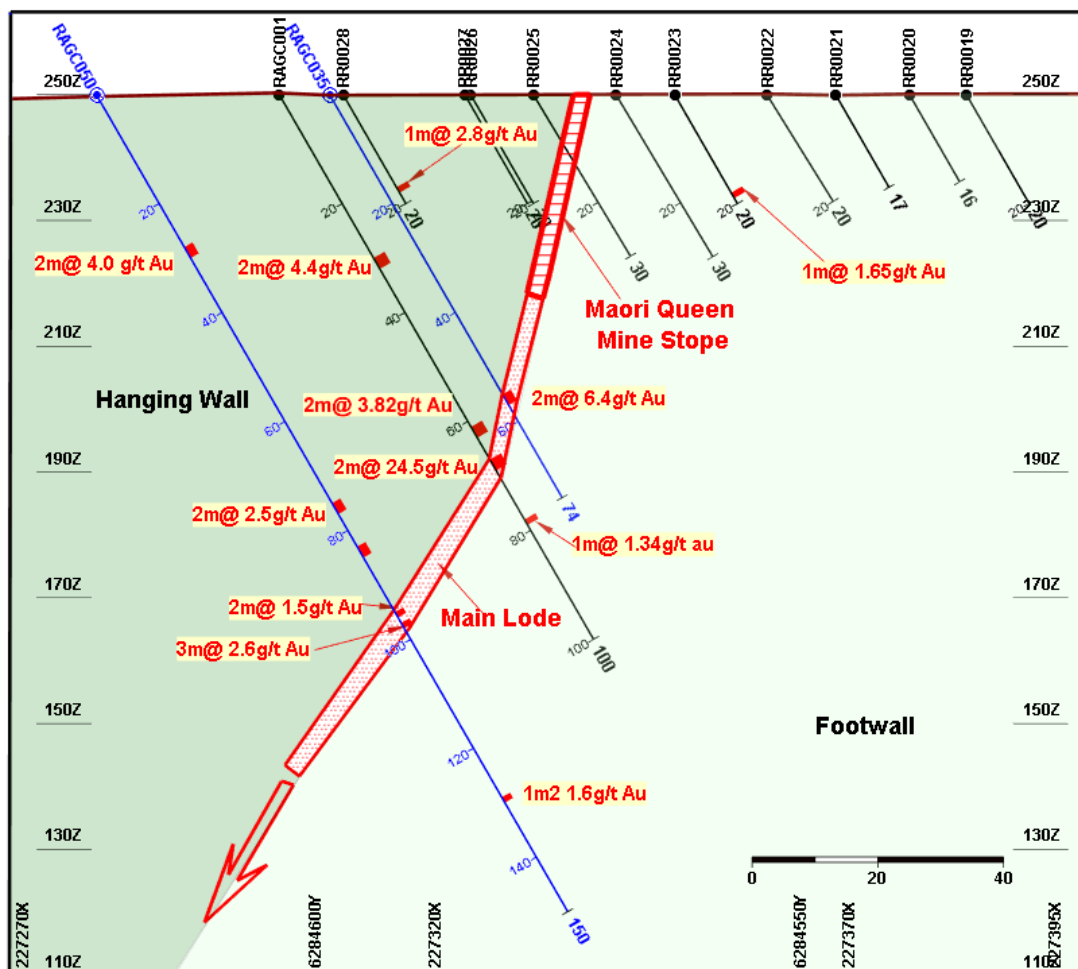 RAGC050
RAGC001
RAGC035
RR0028
RR0027
RR0025
RR0024
RR0023
RR0022
RR0021
RR0020
RR0019
250Z
250Z
1m@ 2.8g/t Au
20
20
20
20
20
20
20
20
20
20
20
17
16
20
20
230Z
230Z
2m@ 4.0 g/t Au
2m@ 4.4g/t Au
30
30
1m@ 1.65g/t Au
40
40
40
Maori Queen
Mine Stope
210Z
210Z
Hanging Wall
2m@ 3.82g/t Au
2m@ 6.4g/t Au
60
60
60
190Z
2m@ 24.5g/t Au
190Z
74
2m@ 2.5g/t Au
80
80
1m@ 1.34g/t au
170Z
170Z
2m@ 1.5g/t Au
Main Lode
3m@ 2.6g/t Au
100
100
100
150Z
Footwall
150Z
120
1m2 1.6g/t Au
130Z
130Z
140
0
20
40
150
227270X
6284600Y
227320X
6284550Y
227370X
227395X
110Z
110Z